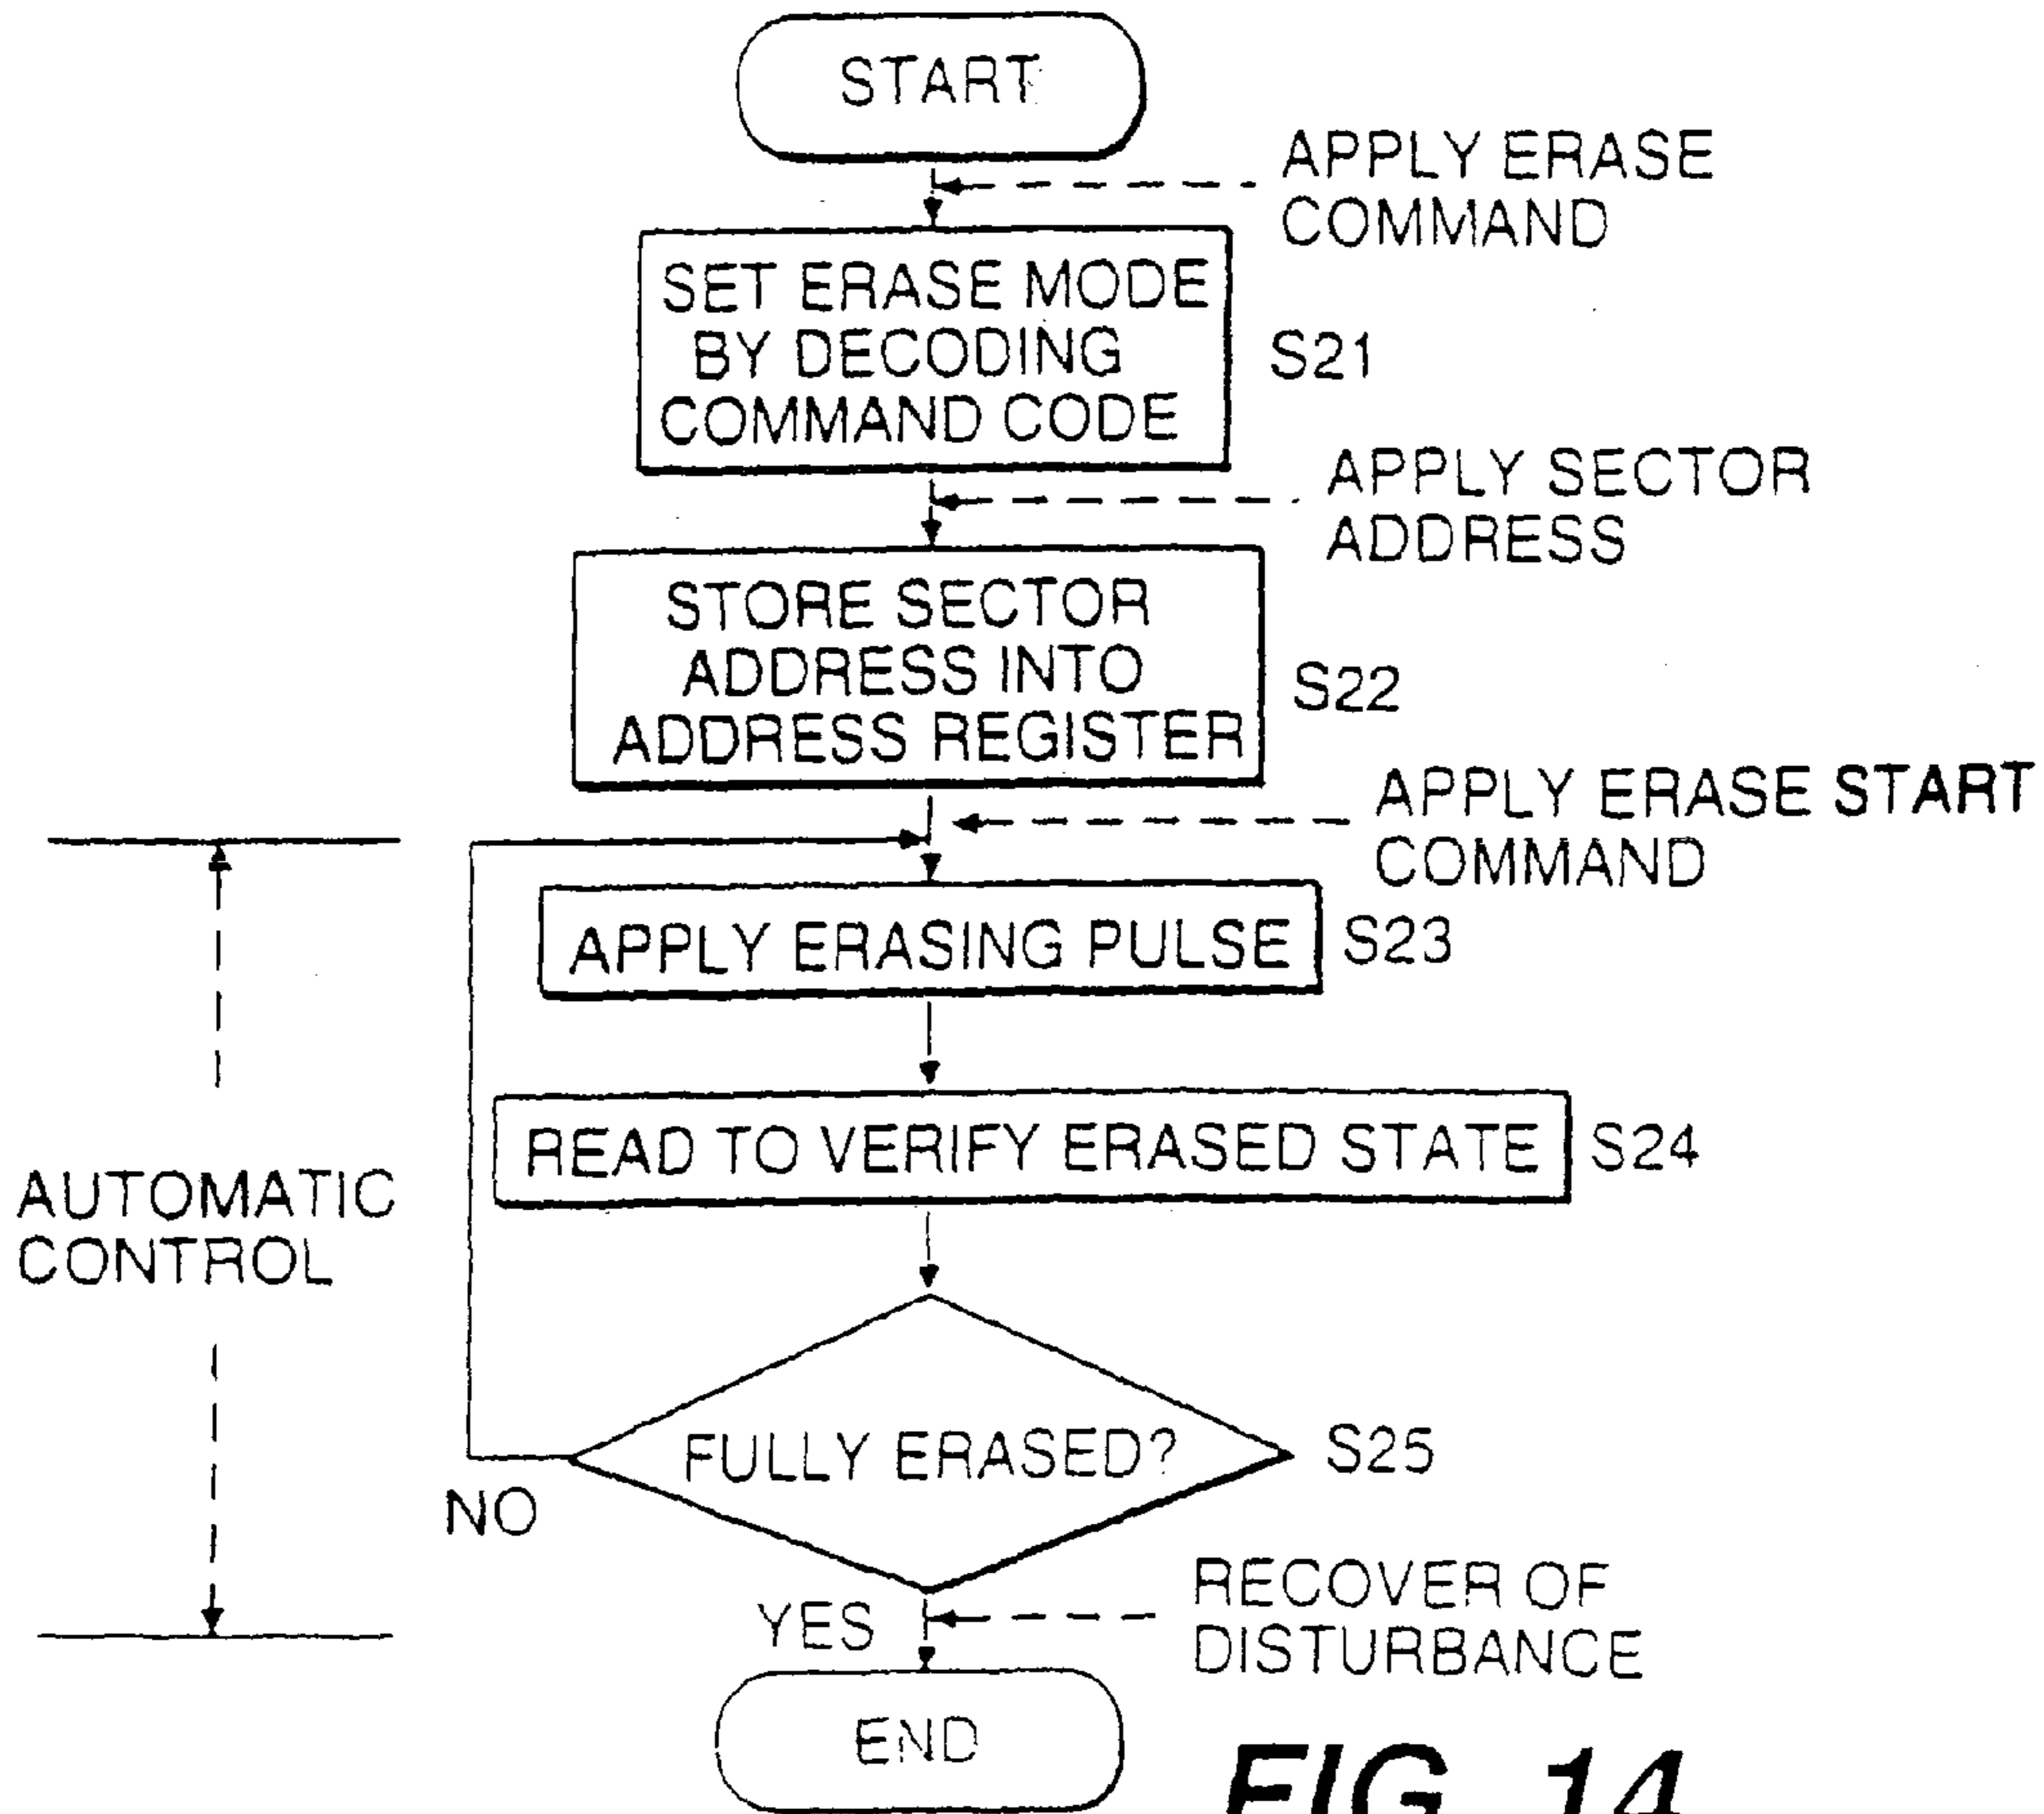 START
APPLY ERASE
COMMAND
SET ERASE MODE
BY DECODING
COMMAND CODE
S21
APPLY SECTOR
ADDRESS
STORE SECTOR
ADDRESS INTO
ADDRESS REGISTER
S22
APPLY ERASE START
COMMAND
APPLY ERASING PULSE
S23
READ TO VERIFY ERASED STATE
S24
AUTOMATIC
CONTROL
FULLY ERASED?
S25
NO
YES
RECOVER OF
DISTURBANCE
END
FIG. 14